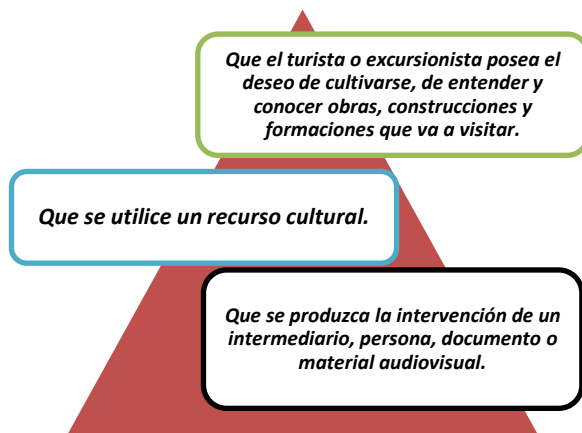 Que el turista o excursionista posea el
deseo de cultivarse, de entender y
conocer obras, construcciones y
formaciones que va a visitar.
Que se utilice un recurso cultural.
Que se produzca la intervención de un
intermediario, persona, documento o
material audiovisual.